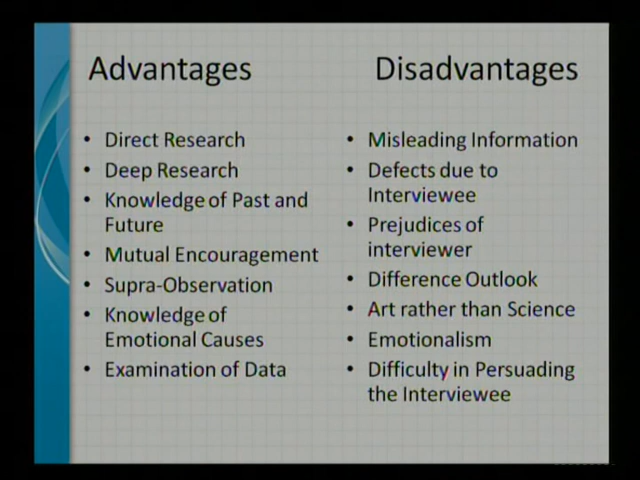 Advantages
• Direct Research
• Deep Research
• Knowledge of Past and
Future
• Mutual Encouragement
• Supra-Observation
• Knowledge of
Emotional Causes
• Examination of Data
Disadvantages
• Misleading Information
• Defects due to
Interviewee
• Prejudices of
interviewer
• Difference Outlook
• Art rather than Science
• Emotionalism
• Difficulty in Persuading
the Interviewee